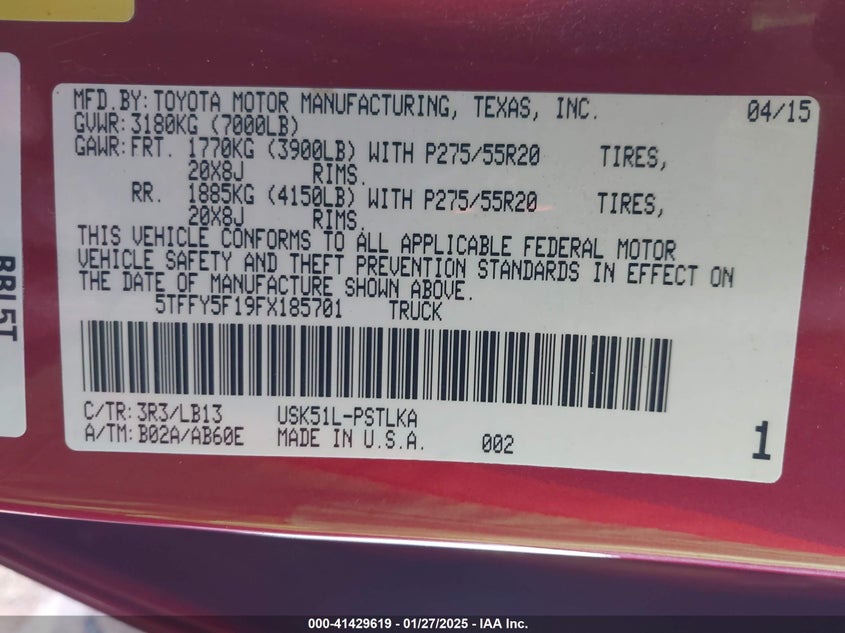 MFD.BY: TOYOTA MOTOR MANUFACTURING, TEXAS, INC. 04/15
GVWR: 3180KG (7000LB)
GAWR: FRT. 1770KG (3900LB) WITH P275/55R20 TIRES,
20X8J RIMS.
RR. 1885KG (4150LB) WITH P275/55R20 TIRES,
20X8J RIMS.
THIS VEHICLE CONFORMS TO ALL APPLICABLE FEDERAL MOTOR
VEHICLE SAFETY AND THEFT PREVENTION STANDARDS IN EFFECT ON
THE DATE OF MANUFACTURE SHOWN ABOVE.
5TFFY5F19FX185701 TRUCK
C/TR: 3R3/LB13 USK51L-PSTLKA
A/TM: B02A/AB60E MADE IN U.S.A. 002 1
000-41429619 - 01/27/2025 - IAA Inc.